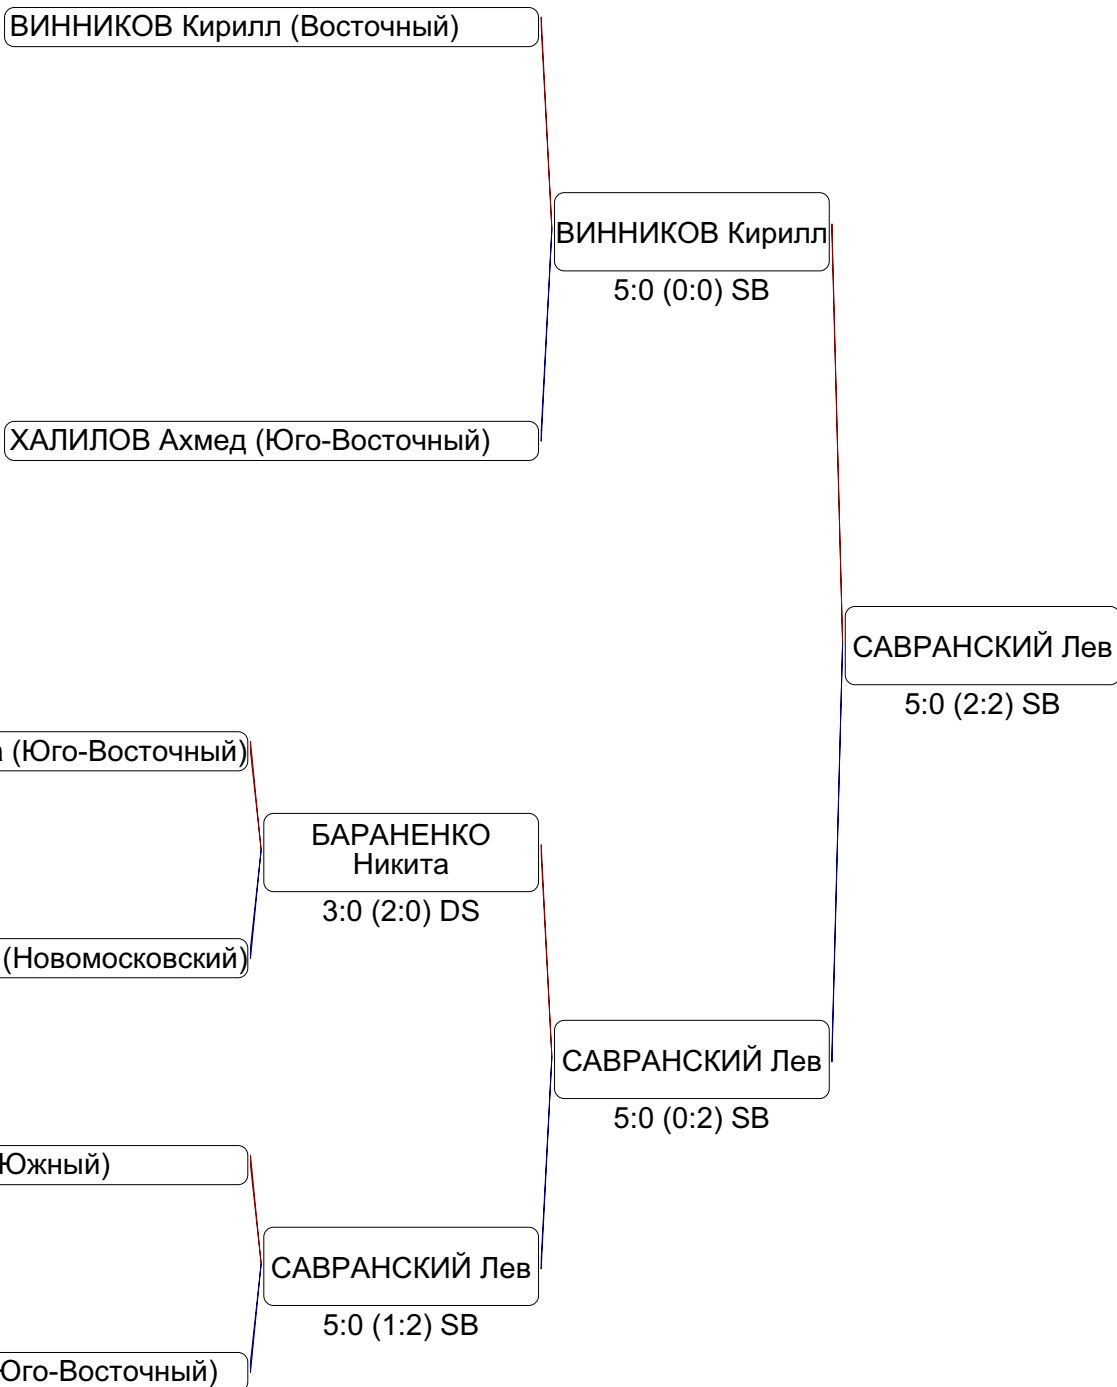 ВИННИКОВ Кирилл (Восточный)
ВИННИКОВ Кирилл
5:0 (0:0) SB
ХАЛИЛОВ Ахмед (Юго-Восточный)
САВРАНСКИЙ Лев
5:0 (2:2) SB
(Юго-Восточный)
БАРАНЕНКО
Никита
3:0 (2:0) DS
(Новомосковский)
САВРАНСКИЙ Лев
5:0 (0:2) SB
Южный)
САВРАНСКИЙ Лев
5:0 (1:2) SB
Юго-Восточный)